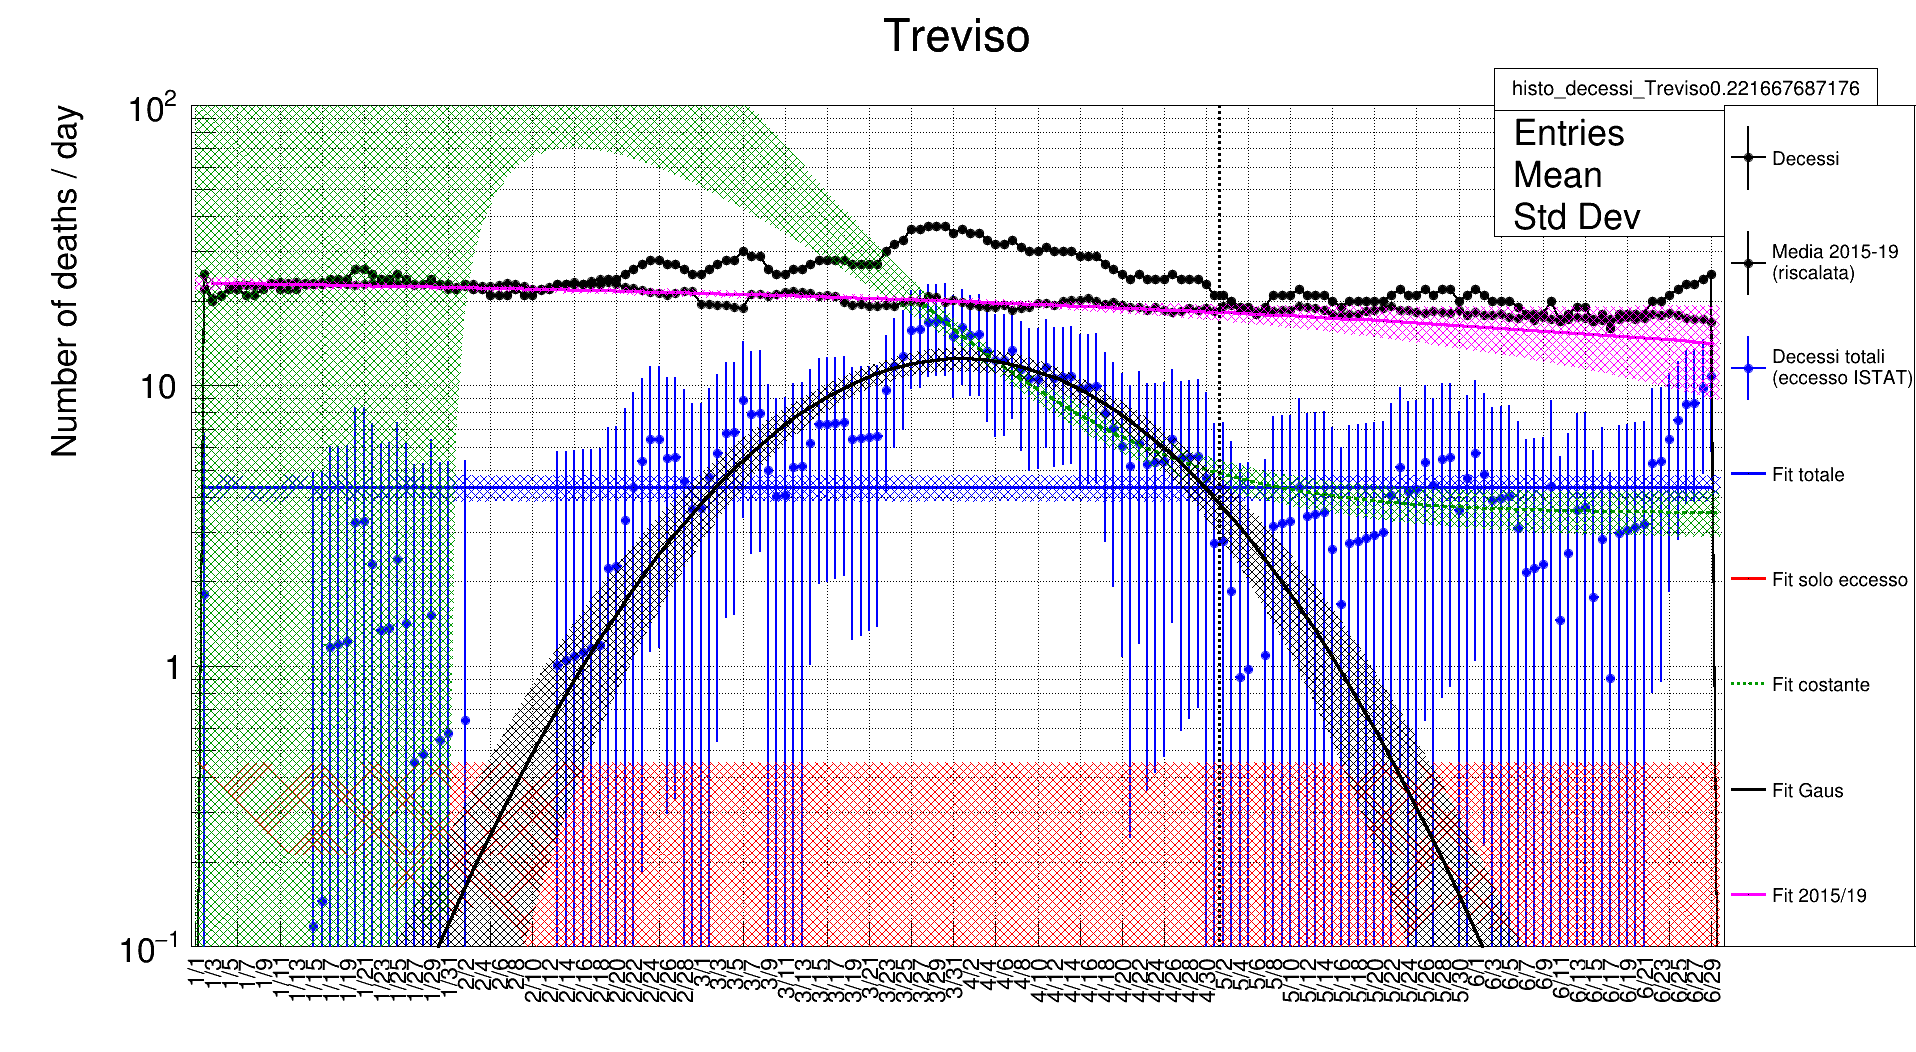 Treviso
histo_decessi_Treviso0.221667687176
Entries
Mean
Std Dev
Number of deaths / day
10²
10
1
10⁻¹
Decessi
Media 2015-19
(riscalata)
Decessi totali
(eccesso ISTAT)
Fit totale
Fit solo eccesso
Fit costante
Fit Gaus
Fit 2015/19
1/1 1/3 1/5 1/7 1/9 1/11 1/13 1/15 1/17 1/19 1/21 1/23 1/25 1/27 1/29 1/31 2/2 2/4 2/6 2/8 2/10 2/12 2/14 2/16 2/18 2/20 2/22 2/24 2/26 2/28 3/1 3/3 3/5 3/7 3/9 3/11 3/13 3/15 3/17 3/19 3/21 3/23 3/25 3/27 3/29 3/31 4/2 4/4 4/6 4/8 4/10 4/12 4/14 4/16 4/18 4/20 4/22 4/24 4/26 4/28 4/30 5/2 5/4 5/6 5/8 5/10 5/12 5/14 5/16 5/18 5/20 5/22 5/24 5/26 5/28 5/30 6/1 6/3 6/5 6/7 6/9 6/11 6/13 6/15 6/17 6/19 6/21 6/23 6/25 6/27 6/29